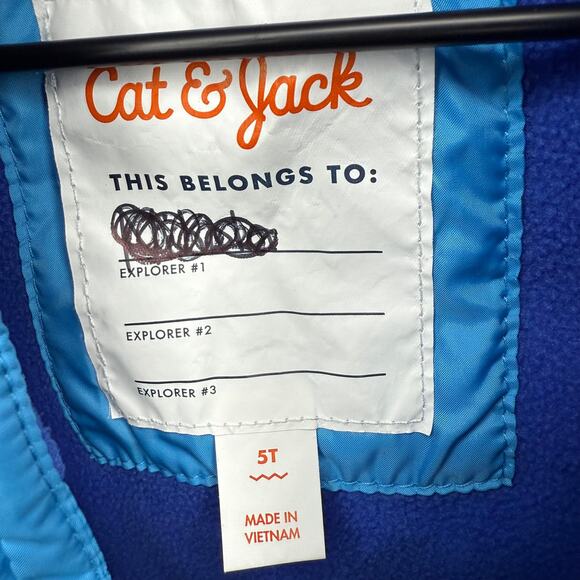 Cat & Jack
THIS BELONGS TO:
EXPLORER #1
EXPLORER #2
EXPLORER #3
5T
MADE IN
VIETNAM